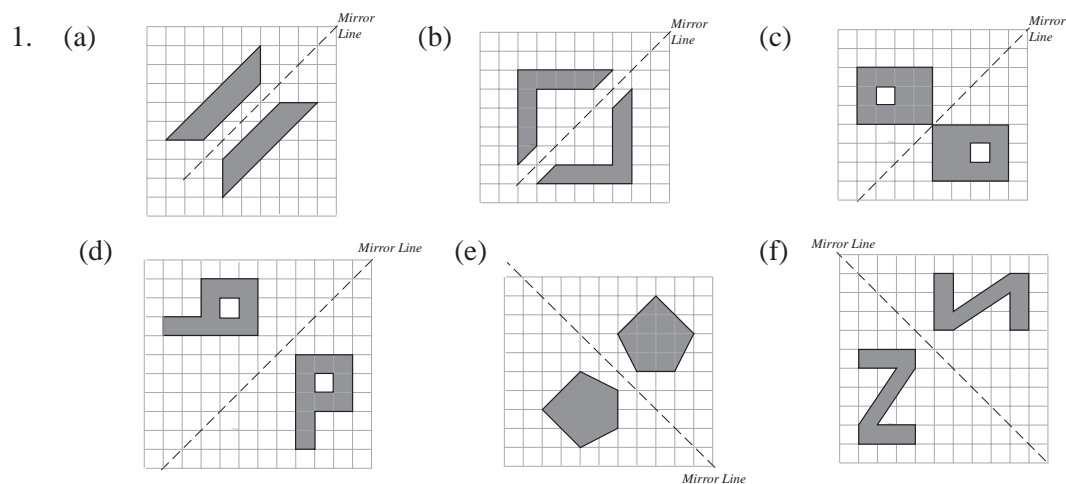 1. (a) Mirror
Line
(b) Mirror
Line
(c) Mirror
Line
(d) Mirror Line
(e) Mirror Line
(f) Mirror Line